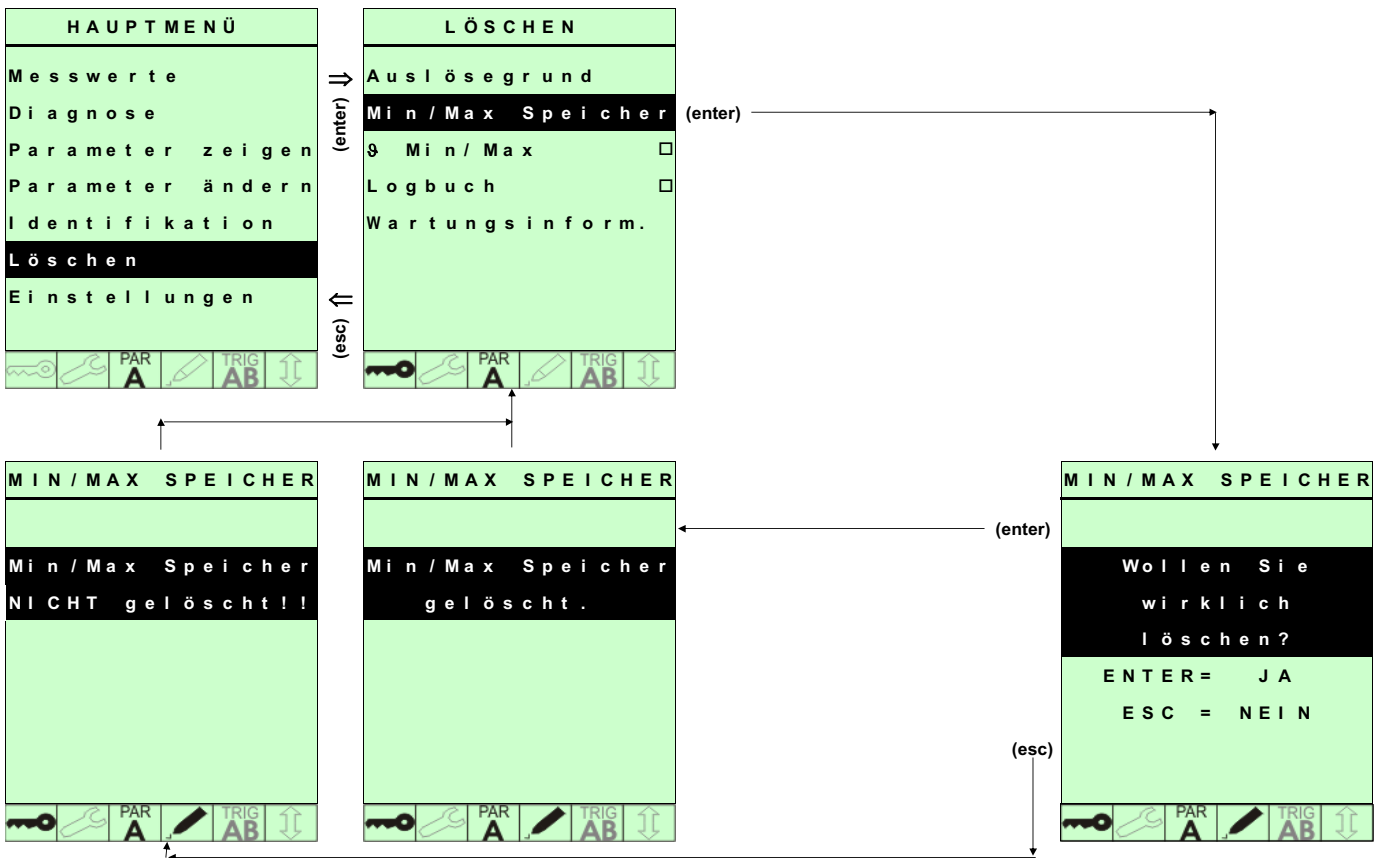 HAUPTMENÜ
Messwerte
Diagnose
Parameter zeigen
Parameter ändern
Identifikation
Löschen
Einstellungen
PAR A TRIG AB
⇒
(enter)
⇐
(esc)
LÖSCHEN
Auslösegrund
Min/Max Speicher
ϑ Min/Max □
Logbuch □
Wartungsinform.
PAR A TRIG AB
(enter)
MIN/MAX SPEICHER
Min/Max Speicher
NICHT gelöscht!!
PAR A TRIG AB
MIN/MAX SPEICHER
Min/Max Speicher
gelöscht.
PAR A TRIG AB
(enter)
(esc)
MIN/MAX SPEICHER
Wollen Sie
wirklich
löschen?
ENTER= JA
ESC = NEIN
PAR A TRIG AB